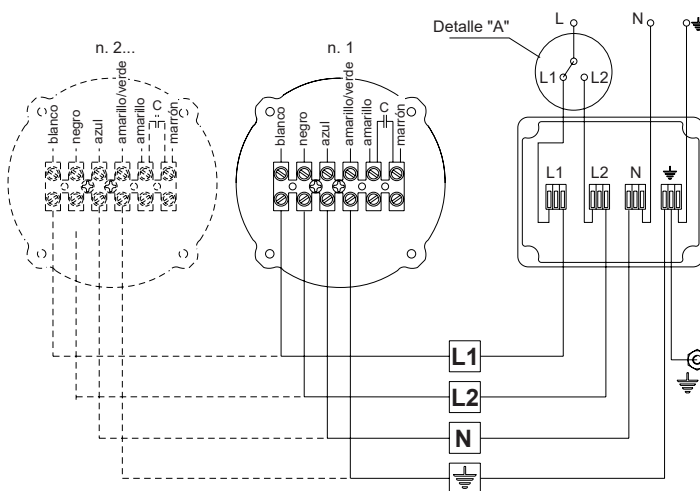 Detalle "A"
L
N
L1 L2
n. 2...
n. 1
blanco
negro
azul
amarillo/verde
amarillo
C
marrón
blanco
negro
azul
amarillo/verde
amarillo
C
marrón
L1 L2 N
L1
L2
N